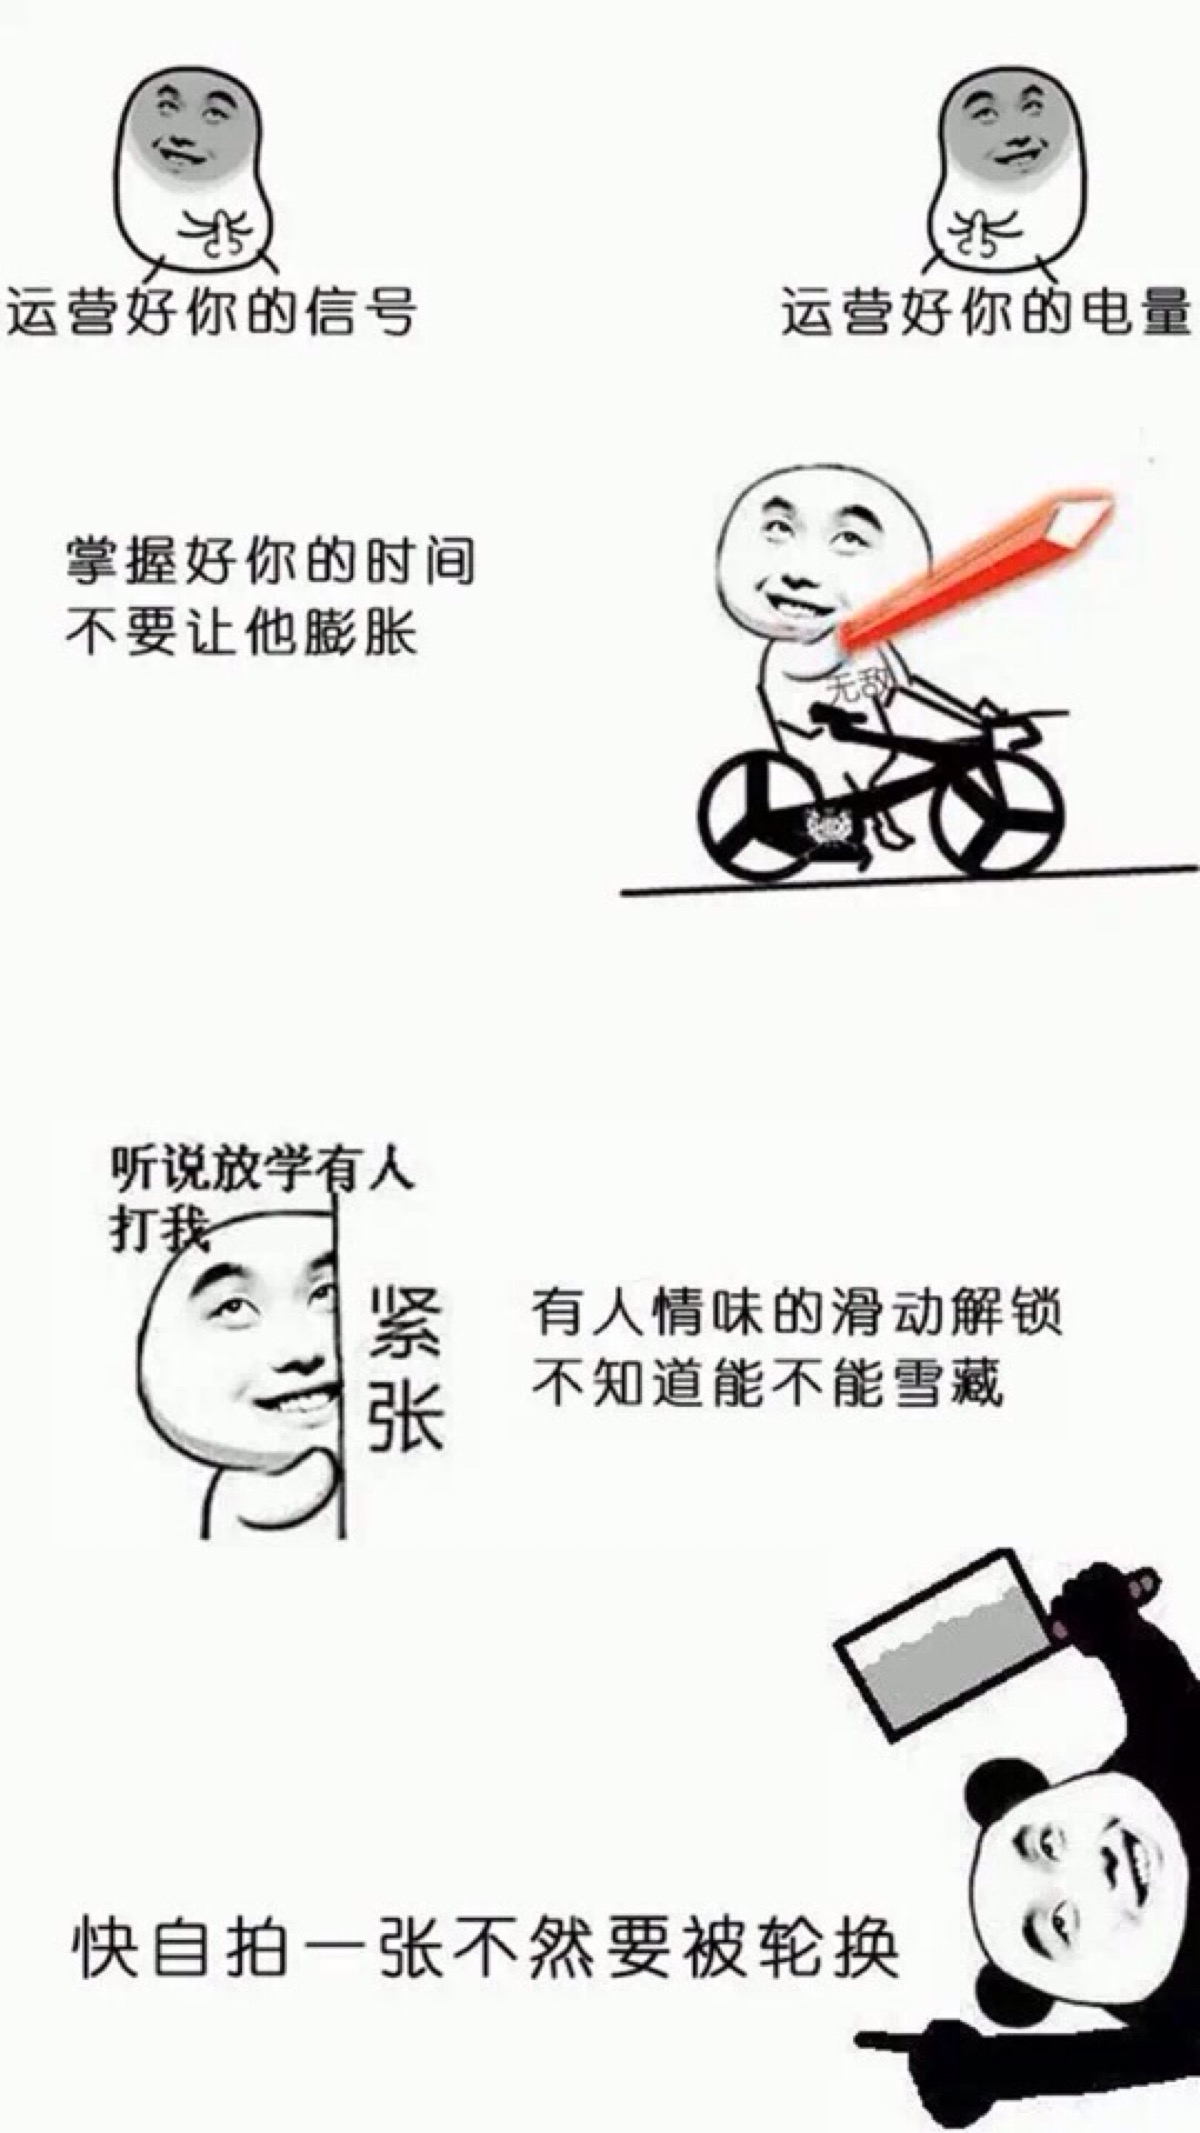 运营好你的信号
运营好你的电量
掌握好你的时间
不要让他膨胀
无敌
听说放学有人
打我
紧张
有人情味的滑动解锁
不知道能不能雪藏
快自拍一张不然要被轮换